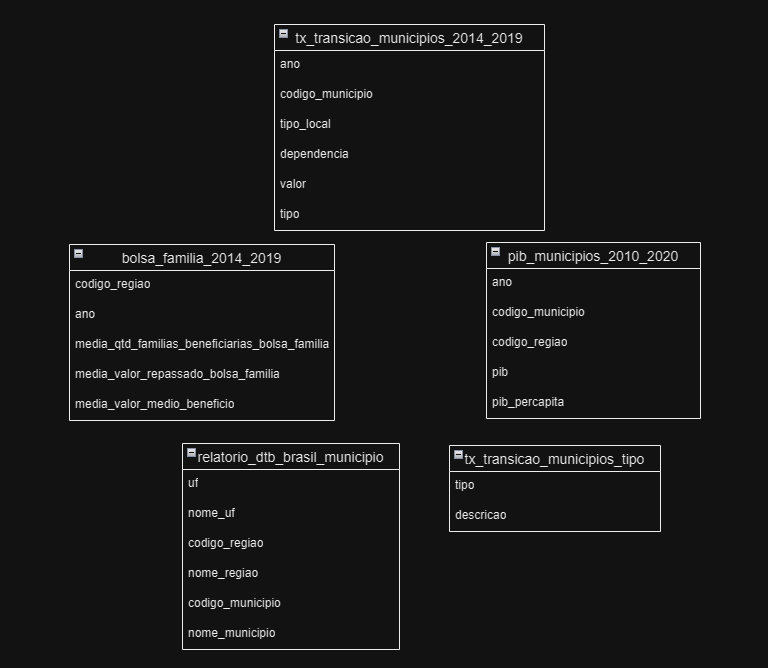 tx_transicao_municipios_2014_2019
ano
codigo_municipio
tipo_local
dependencia
valor
tipo
bolsa_familia_2014_2019
codigo_regiao
ano
media_qtd_familias_beneficiarias_bolsa_familia
media_valor_repassado_bolsa_familia
media_valor_medio_beneficio
pib_municipios_2010_2020
ano
codigo_municipio
codigo_regiao
pib
pib_percapita
relatorio_dtb_brasil_municipio
uf
nome_uf
codigo_regiao
nome_regiao
codigo_municipio
nome_municipio
tx_transicao_municipios_tipo
tipo
descricao